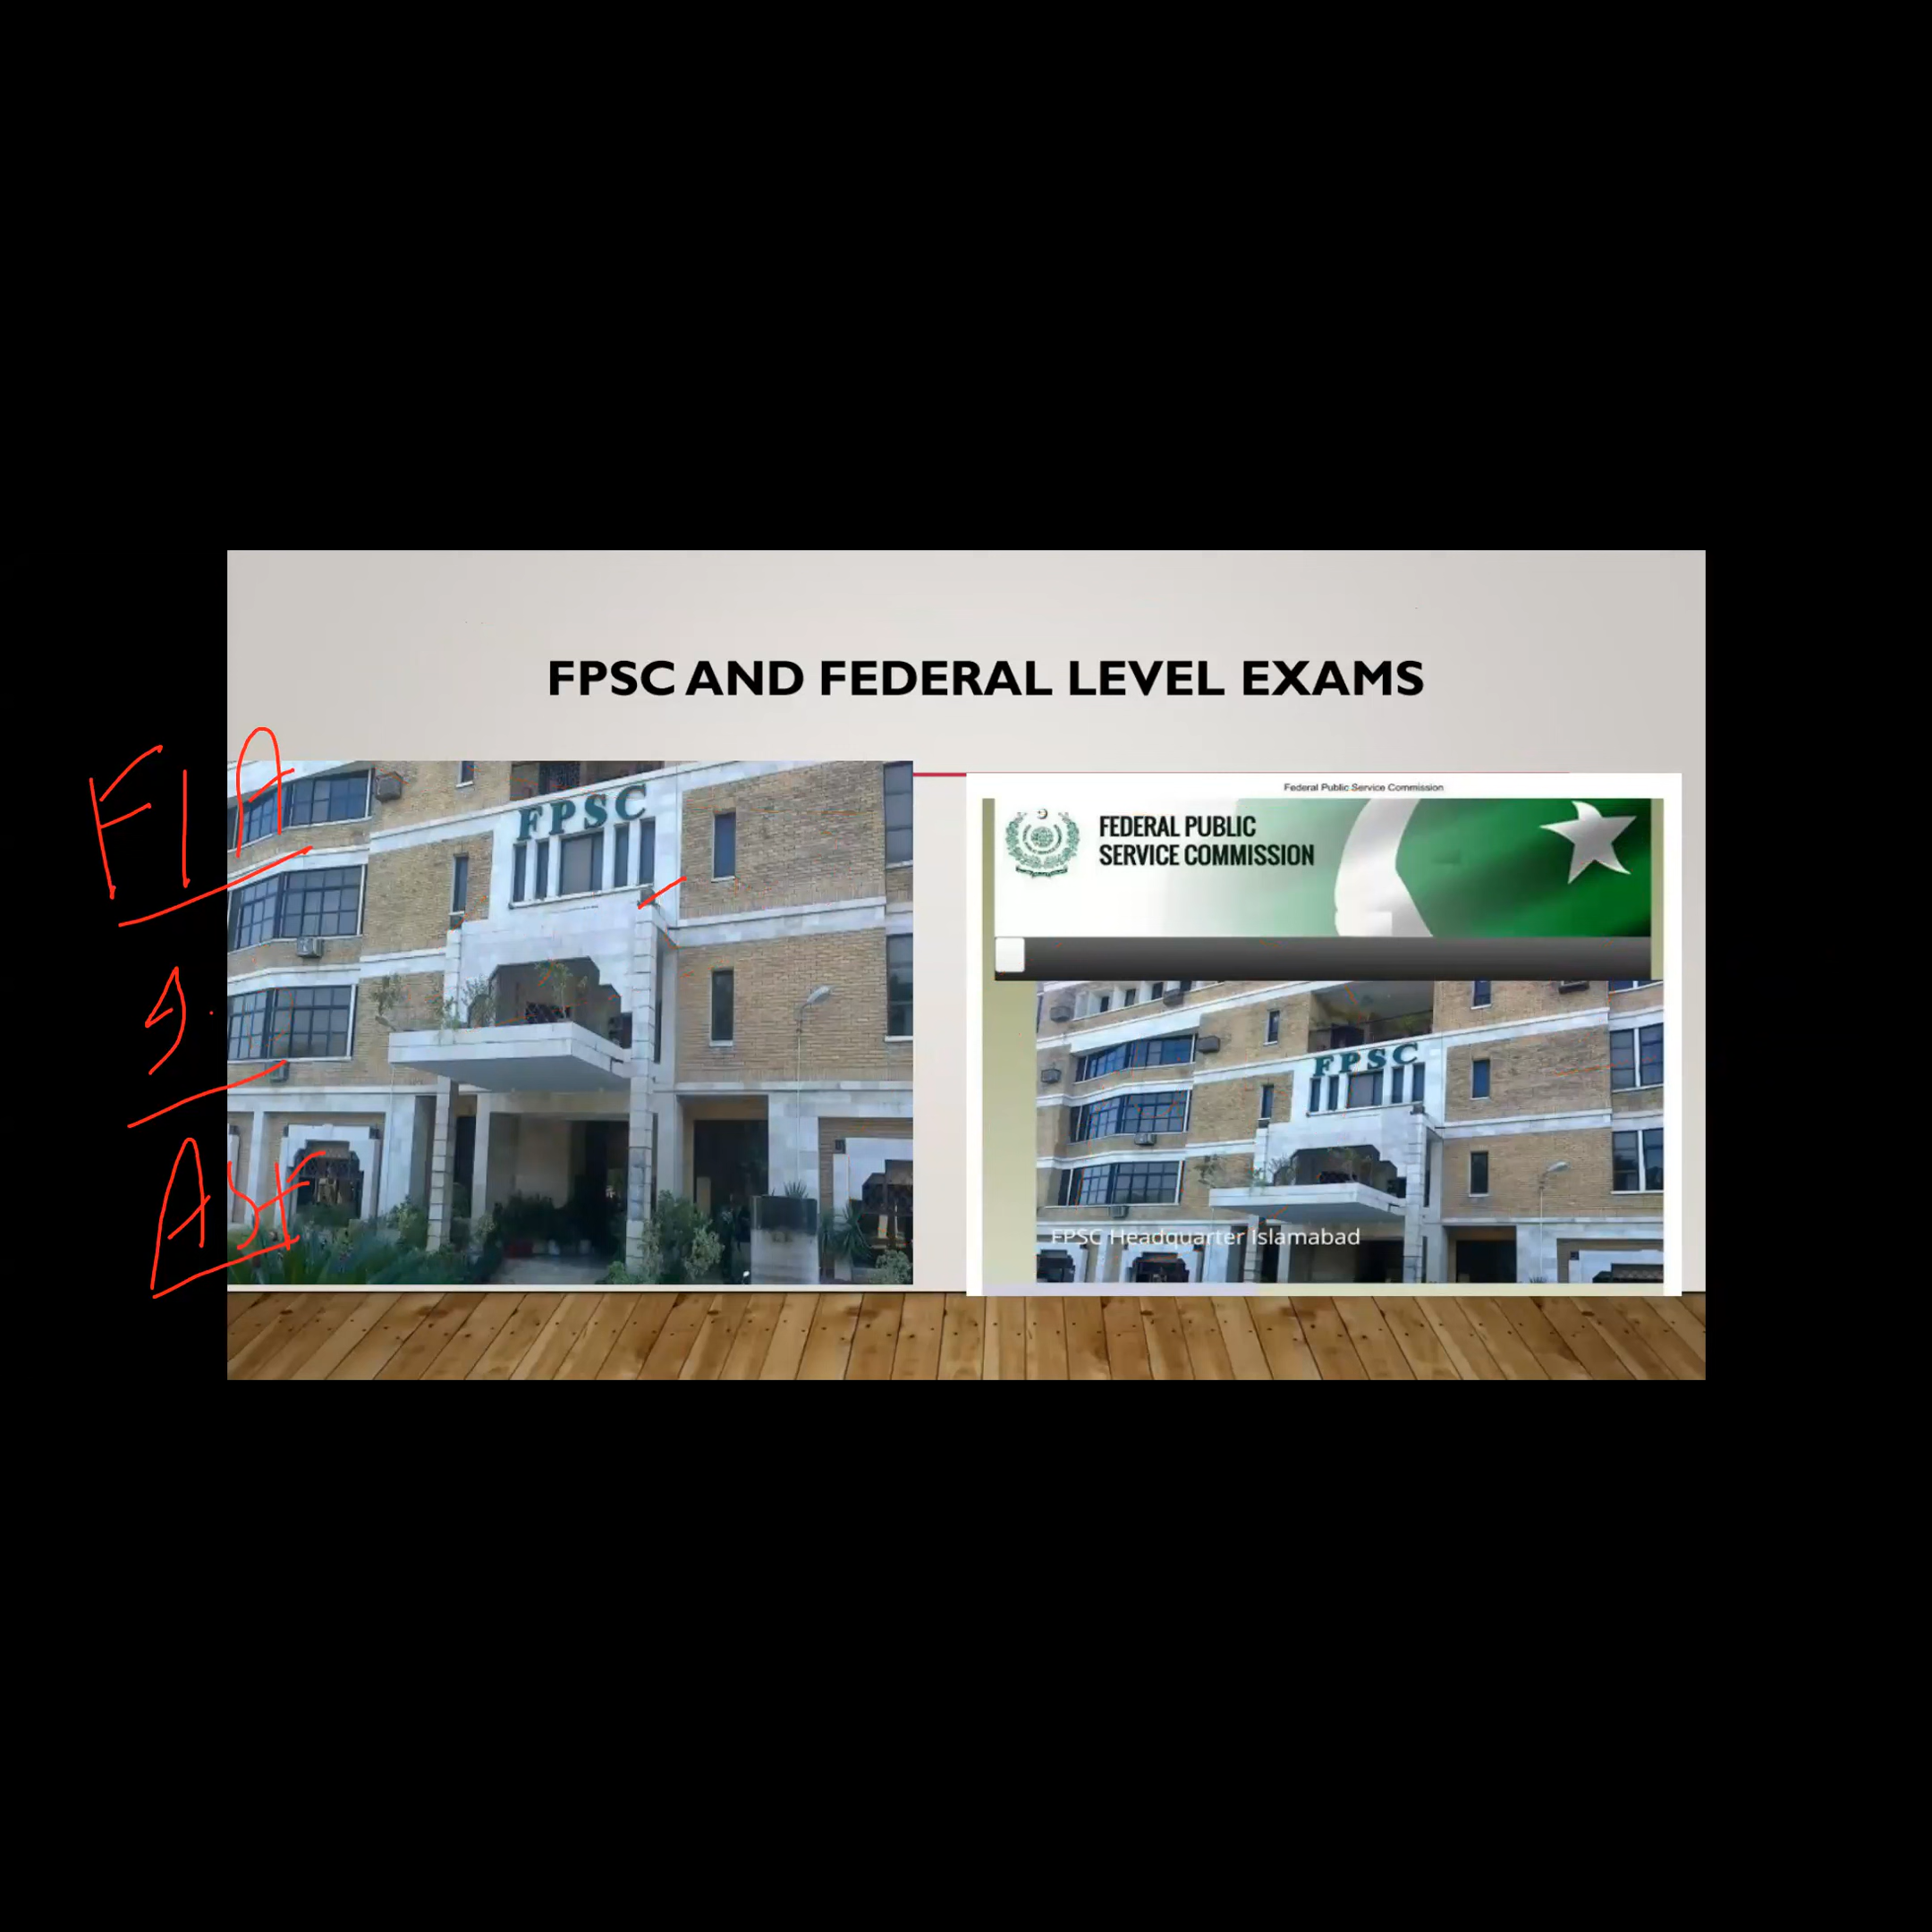 FPSC AND FEDERAL LEVEL EXAMS
FIA
ASF
FPSC
Federal Public Service Commission
FEDERAL PUBLIC
SERVICE COMMISSION
FPSC
FPSC Headquarter Islamabad